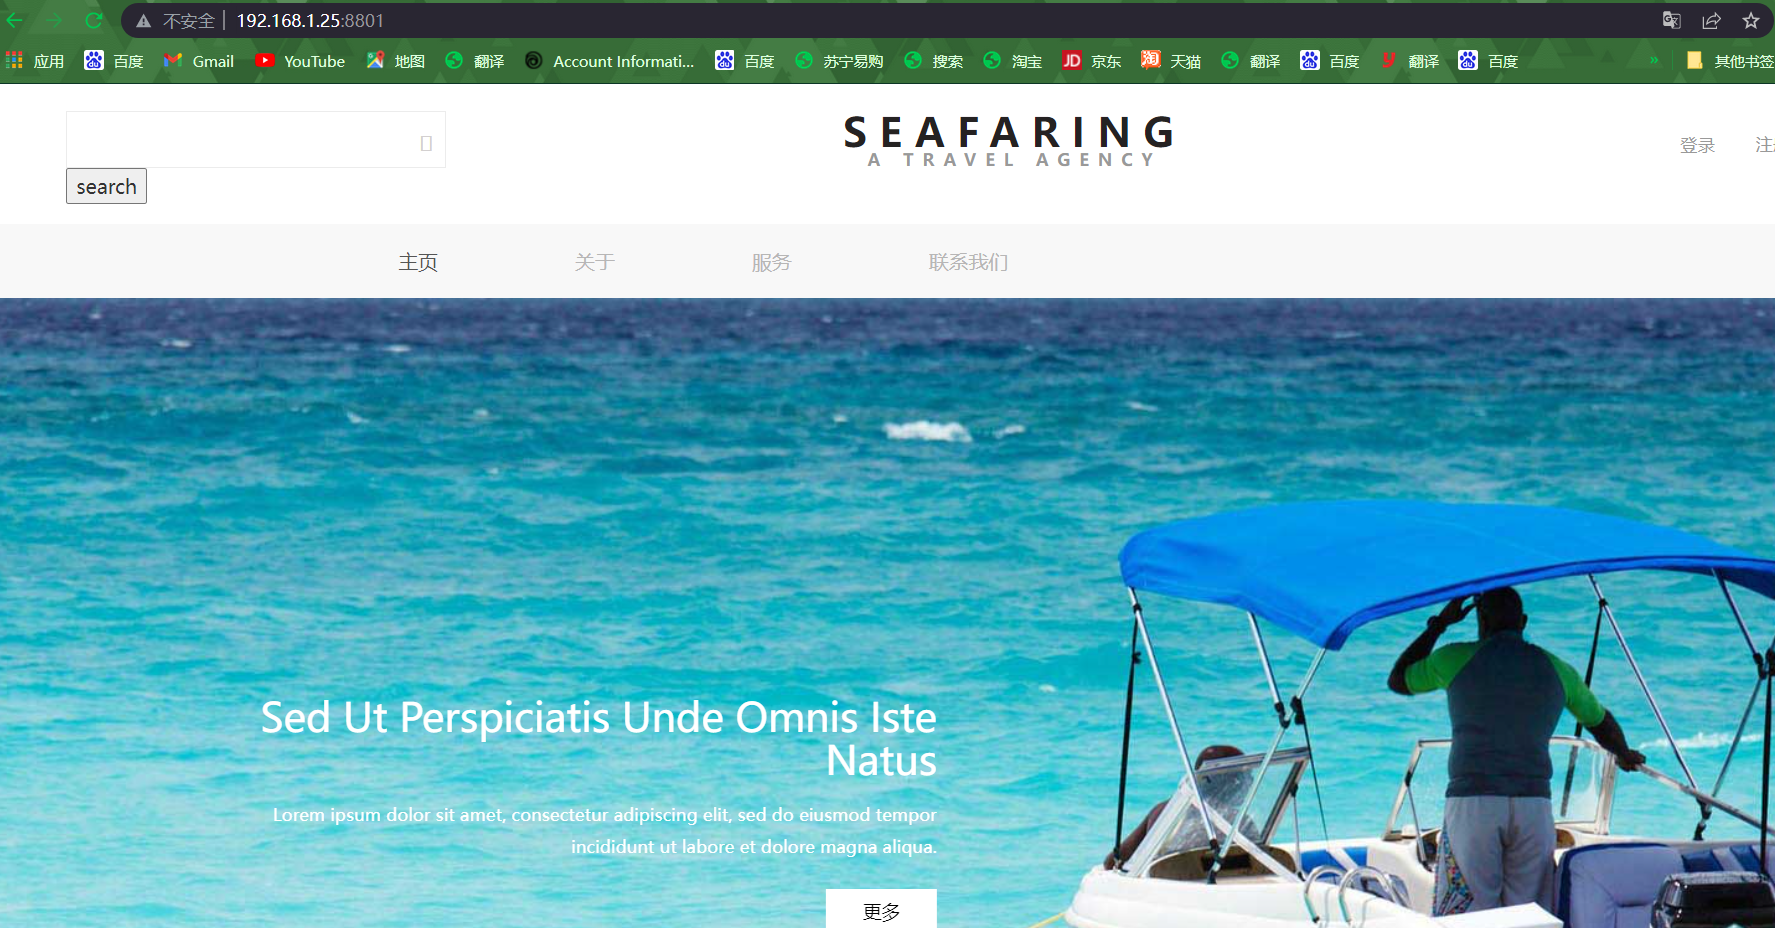 不安全 192.168.1.25:8801
应用 百度 Gmail YouTube 地图 翻译 Account Informati... 百度 苏宁易购 搜索 淘宝 JD 京东 淘 天猫 翻译 百度 翻译 百度 » 其他书签
SEAFARING
A TRAVEL AGENCY
登录
search
主页 关于 服务 联系我们
Sed Ut Perspiciatis Unde Omnis Iste
Natus
Lorem ipsum dolor sit amet, consectetur adipiscing elit, sed do eiusmod tempor
incididunt ut labore et dolore magna aliqua.
更多